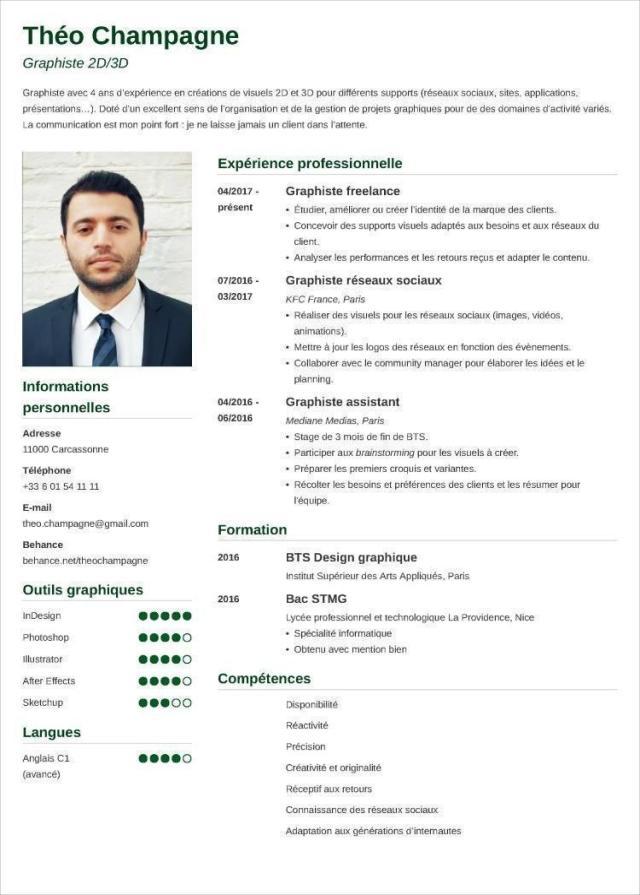 Théo Champagne
Graphiste 2D/3D
Graphiste avec 4 ans d'expérience en créations de visuels 2D et 3D pour différents supports (réseaux sociaux, sites, applications,
présentations…). Doté d'un excellent sens de l'organisation et de la gestion de projets graphiques pour de des domaines d'activité variés.
La communication est mon point fort : je ne laisse jamais un client dans l'attente.
Informations
personnelles
Adresse
11000 Carcassonne
Téléphone
+33 6 01 54 11 11
E-mail
theo.champagne@gmail.com
Behance
behance.net/theochampagne
Outils graphiques
InDesign
Photoshop
Illustrator
After Effects
Sketchup
Langues
Anglais C1
(avancé)
Expérience professionnelle
04/2017 - Graphiste freelance
présent
• Étudier, améliorer ou créer l'identité de la marque des clients.
• Concevoir des supports visuels adaptés aux besoins et aux réseaux du
client.
• Analyser les performances et les retours reçus et adapter le contenu.
07/2016 - Graphiste réseaux sociaux
03/2017
KFC France, Paris
• Réaliser des visuels pour les réseaux sociaux (images, vidéos,
animations).
• Mettre à jour les logos des réseaux en fonction des évènements.
• Collaborer avec le community manager pour élaborer les idées et le
planning.
04/2016 - Graphiste assistant
06/2016
Mediane Medias, Paris
• Stage de 3 mois de fin de BTS.
• Participer aux brainstorming pour les visuels à créer.
• Préparer les premiers croquis et variantes.
• Récolter les besoins et préférences des clients et les résumer pour
l'équipe.
Formation
2016 BTS Design graphique
Institut Supérieur des Arts Appliqués, Paris
2016 Bac STMG
Lycée professionnel et technologique La Providence, Nice
• Spécialité informatique
• Obtenu avec mention bien
Compétences
Disponibilité
Réactivité
Précision
Créativité et originalité
Réceptif aux retours
Connaissance des réseaux sociaux
Adaptation aux générations d'internautes